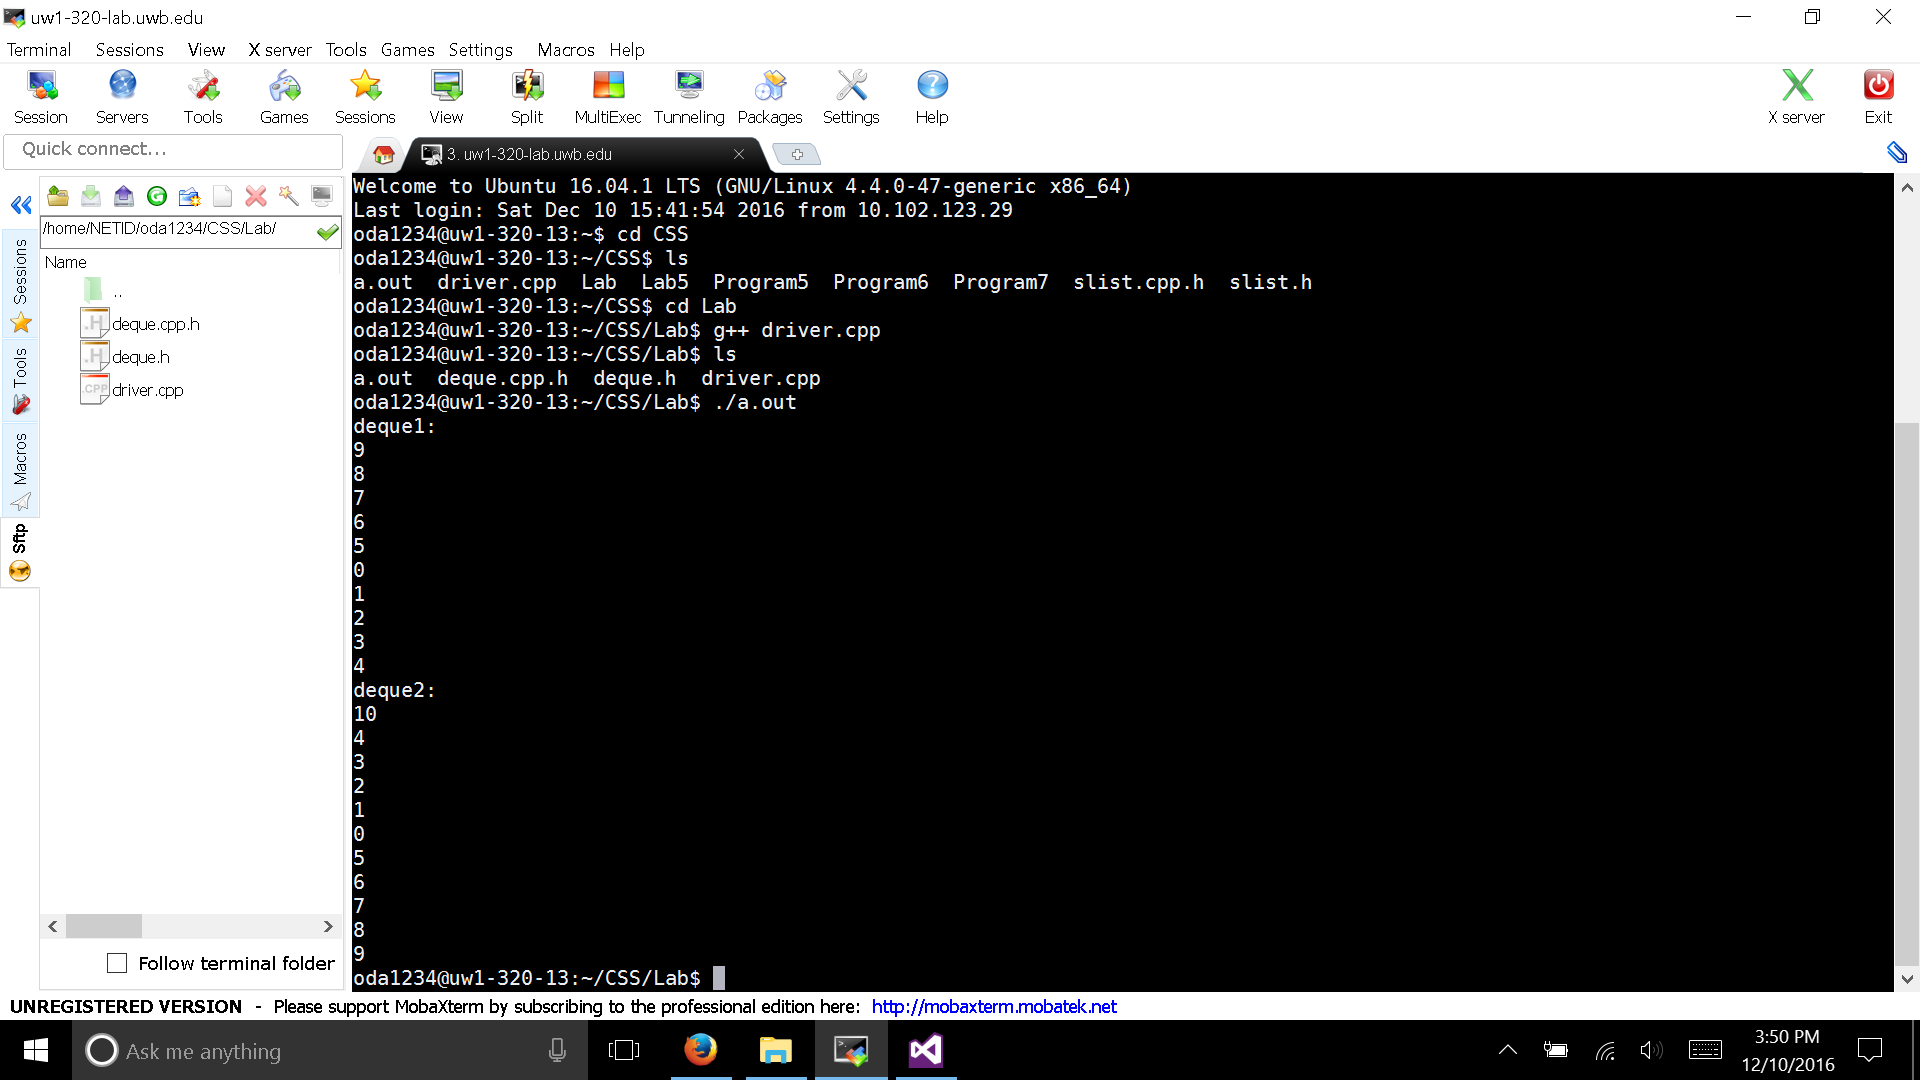 uw1-320-lab.uwb.edu
Terminal Sessions View X server Tools Games Settings Macros Help
Session Servers Tools Games Sessions View Split MultiExec Tunneling Packages Settings Help X server Exit
Quick connect...
3. uw1-320-lab.uwb.edu
/home/NETID/oda1234/CSS/Lab/
Name
..
deque.cpp.h
deque.h
driver.cpp
Sessions
Tools
Macros
Sftp
Follow terminal folder
Welcome to Ubuntu 16.04.1 LTS (GNU/Linux 4.4.0-47-generic x86_64)
Last login: Sat Dec 10 15:41:54 2016 from 10.102.123.29
oda1234@uw1-320-13:~$ cd CSS
oda1234@uw1-320-13:~/CSS$ ls
a.out driver.cpp Lab Lab5 Program5 Program6 Program7 slist.cpp.h slist.h
oda1234@uw1-320-13:~/CSS$ cd Lab
oda1234@uw1-320-13:~/CSS/Lab$ g++ driver.cpp
oda1234@uw1-320-13:~/CSS/Lab$ ls
a.out deque.cpp.h deque.h driver.cpp
oda1234@uw1-320-13:~/CSS/Lab$ ./a.out
deque1:
9
8
7
6
5
0
1
2
3
4
deque2:
10
4
3
2
1
0
5
6
7
8
9
oda1234@uw1-320-13:~/CSS/Lab$
UNREGISTERED VERSION - Please support MobaXterm by subscribing to the professional edition here: http://mobaxterm.mobatek.net
Ask me anything
3:50 PM
12/10/2016